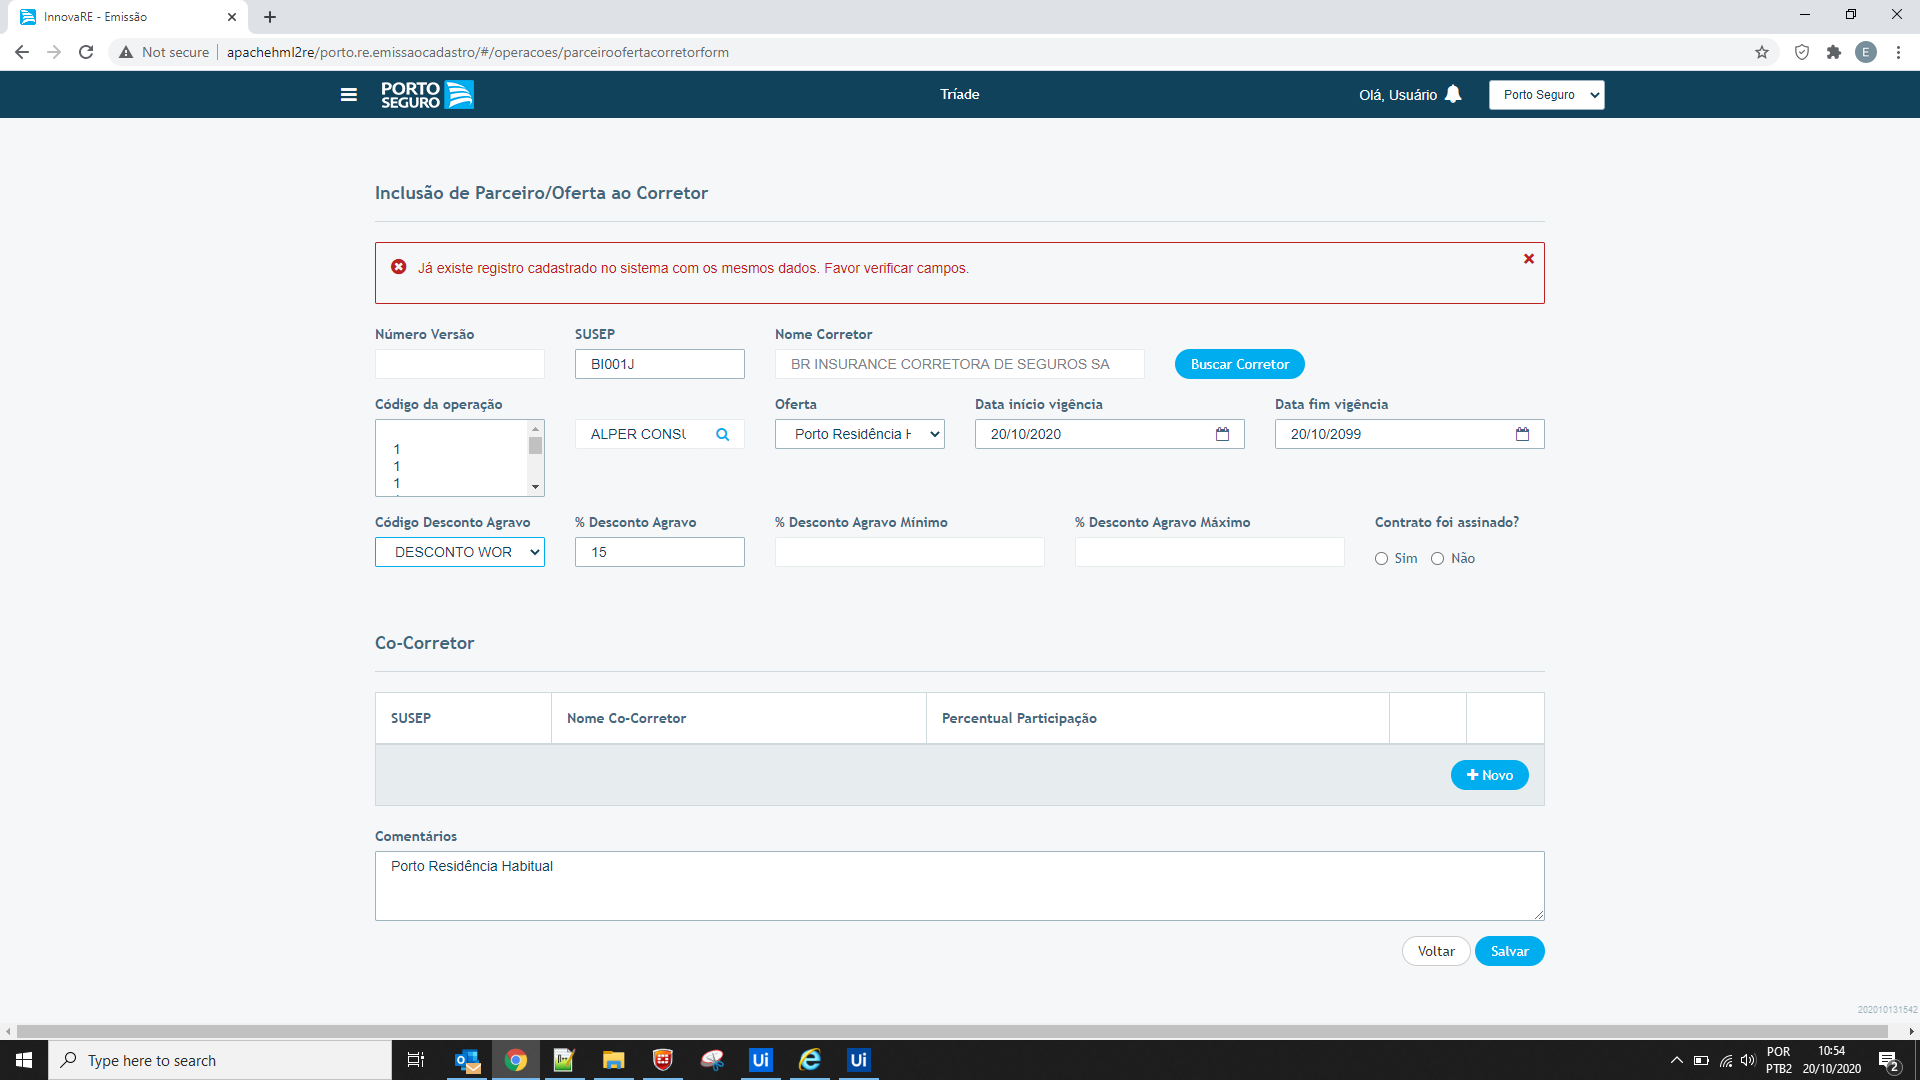 InnovaRE - Emissão
Not secure
apachehml2re/porto.re.emissaocadastro/#/operacoes/parceiroofertacorretorform
E
PORTO
SEGURO
Tríade
Olá, Usuário
Porto Seguro
Inclusão de Parceiro/Oferta ao Corretor
Já existe registro cadastrado no sistema com os mesmos dados. Favor verificar campos.
Número Versão
SUSEP
Nome Corretor
BI001J
BR INSURANCE CORRETORA DE SEGUROS SA
Buscar Corretor
Código da operação
Oferta
Data início vigência
Data fim vigência
ALPER CONSU
Porto Residência H
20/10/2020
20/10/2099
1
1
1
Código Desconto Agravo
% Desconto Agravo
% Desconto Agravo Mínimo
% Desconto Agravo Máximo
Contrato foi assinado?
DESCONTO WOR
15
Sim
Não
Co-Corretor
SUSEP
Nome Co-Corretor
Percentual Participação
Novo
Comentários
Porto Residência Habitual
Voltar
Salvar
202010131542
Type here to search
Ui
Ui
POR
PTB2
10:54
20/10/2020
2